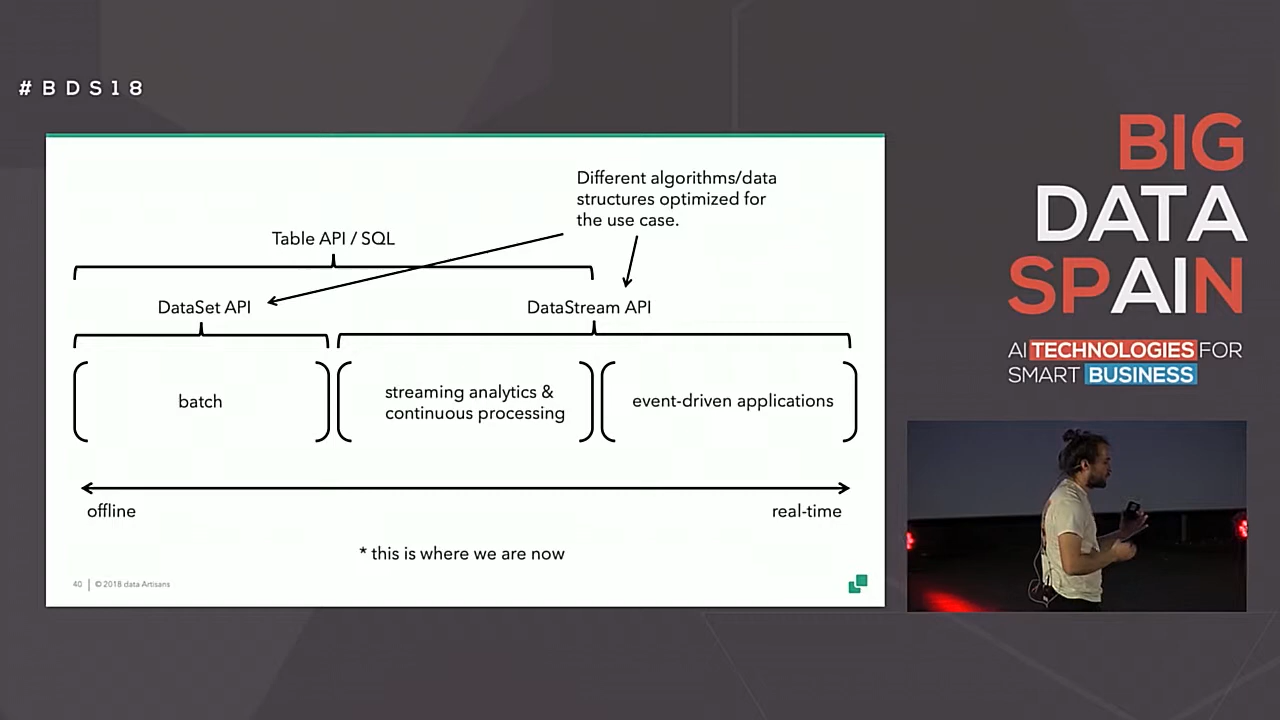 #BDS18
BIG
DATA
SPAIN
AI TECHNOLOGIES FOR
SMART BUSINESS
Different algorithms/data
structures optimized for
the use case.
Table API / SQL
DataSet API
DataStream API
batch
streaming analytics &
continuous processing
event-driven applications
offline
real-time
* this is where we are now
40 | © 2018 data Artisans